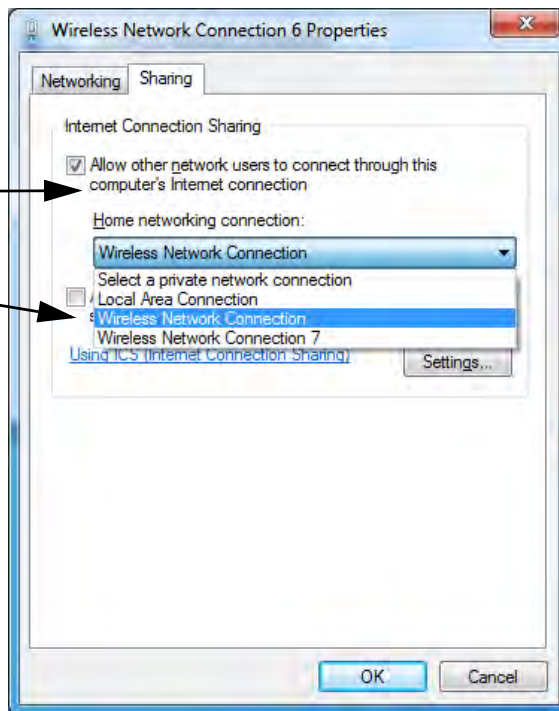 Wireless Network Connection 6 Properties
Networking
Sharing
Internet Connection Sharing
Allow other network users to connect through this
computer's Internet connection
Home networking connection:
Wireless Network Connection
Select a private network connection
Local Area Connection
Wireless Network Connection
Wireless Network Connection 7
Using ICS (Internet Connection Sharing)
Settings...
OK
Cancel